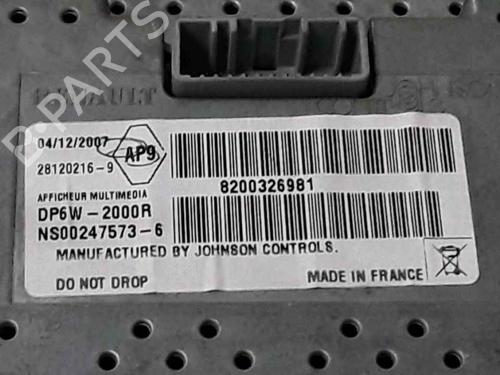 B-PARTS
RENAULT
04/12/2007
28120216-9
AP9
8200326981
AFFICHEUR MULTIMEDIA
DP6W-2000R
NS00247573-6
MANUFACTURED BY JOHNSON CONTROLS.
DO NOT DROP
MADE IN FRANCE